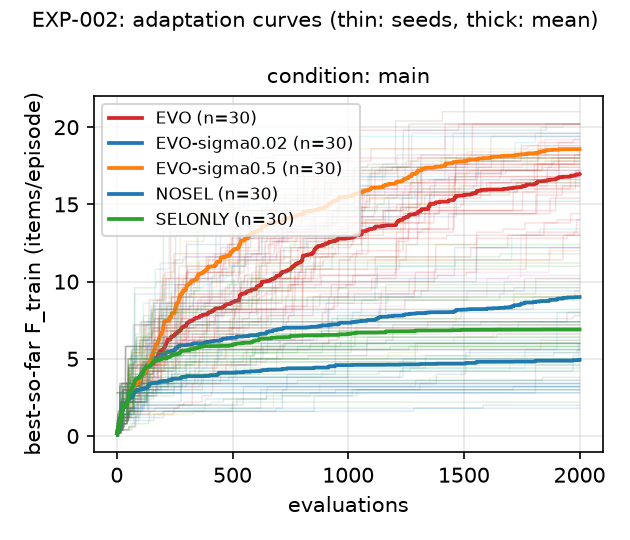 EXP-002: adaptation curves (thin: seeds, thick: mean)
condition: main
best-so-far F_train (items/episode)
20
15
10
5
0
EVO (n=30)
EVO-sigma0.02 (n=30)
EVO-sigma0.5 (n=30)
NOSEL (n=30)
SELONLY (n=30)
0 500 1000 1500 2000
evaluations